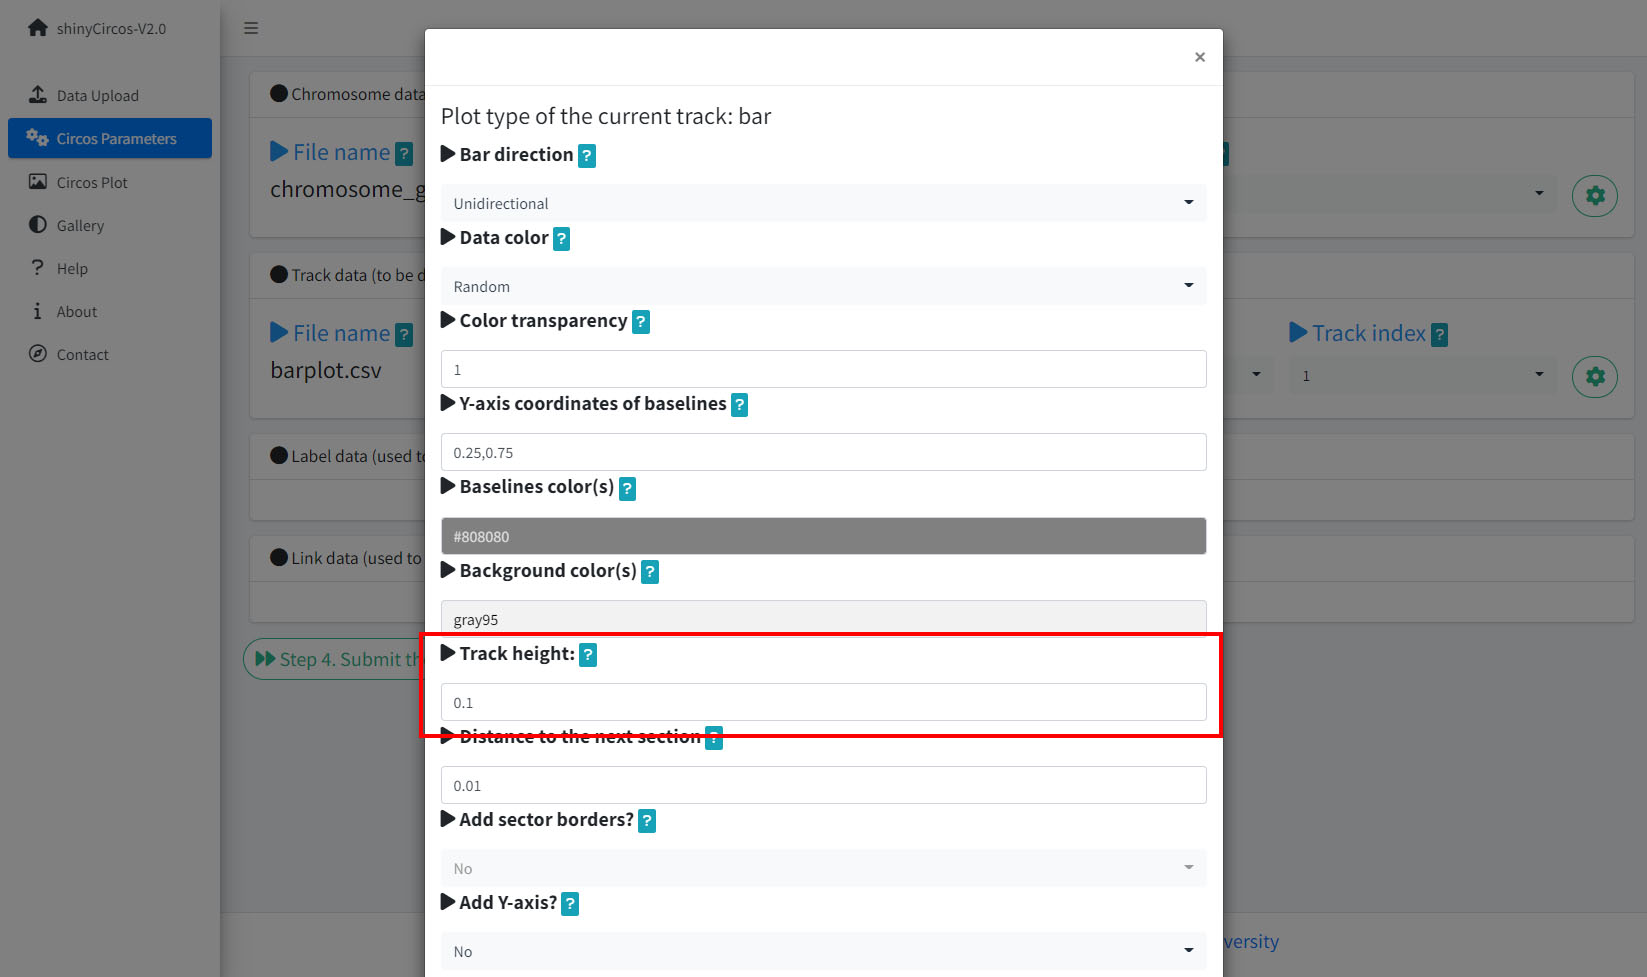 shinyCircos-V2.0
Data Upload
Circos Parameters
Circos Plot
Gallery
Help
About
Contact
Chromosome data
File name ?
chromosome_g
Track data (to be d
File name ?
barplot.csv
Track index ?
1
Label data (used to
Link data (used to
Step 4. Submit th
versity
×
Plot type of the current track: bar
Bar direction ?
Unidirectional
Data color ?
Random
Color transparency ?
1
Y-axis coordinates of baselines ?
0.25,0.75
Baselines color(s) ?
#808080
Background color(s) ?
gray95
Track height: ?
0.1
Distance to the next section ?
0.01
Add sector borders? ?
No
Add Y-axis? ?
No